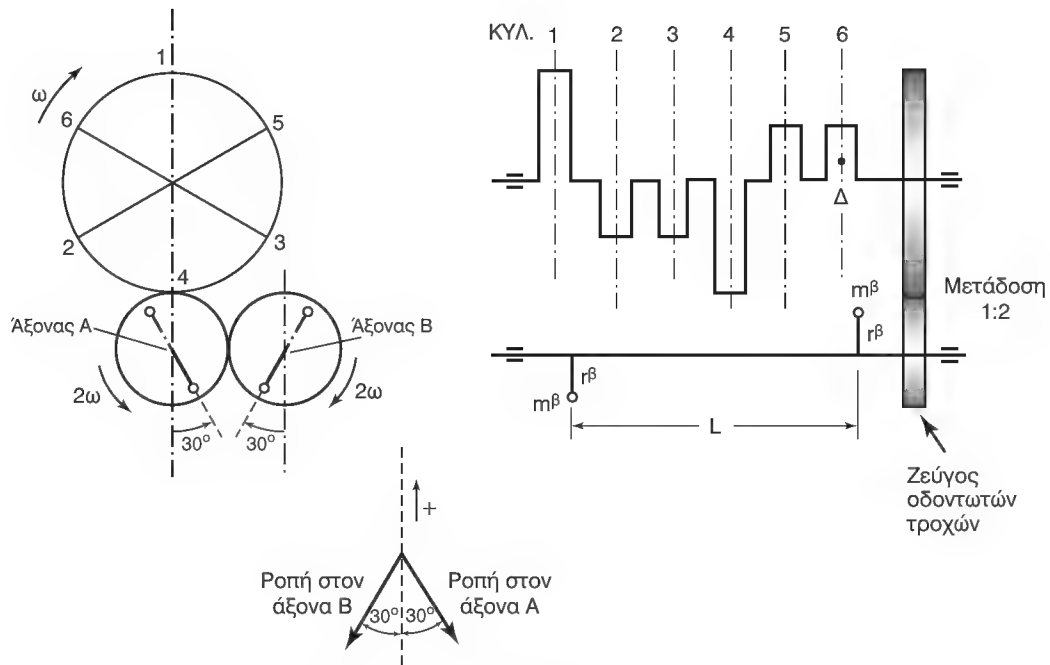 1
ω
6
5
2
3
4
Άξονας Α
Άξονας Β
2ω
2ω
30°
30°
ΚΥΛ. 1 2 3 4 5 6
Δ
Μετάδοση
1:2
mᵝ
rᵝ
rᵝ
mᵝ
L
Ζεύγος
οδοντωτών
τροχών
+
Ροπή στον
άξονα Β
Ροπή στον
άξονα Α
30°
30°